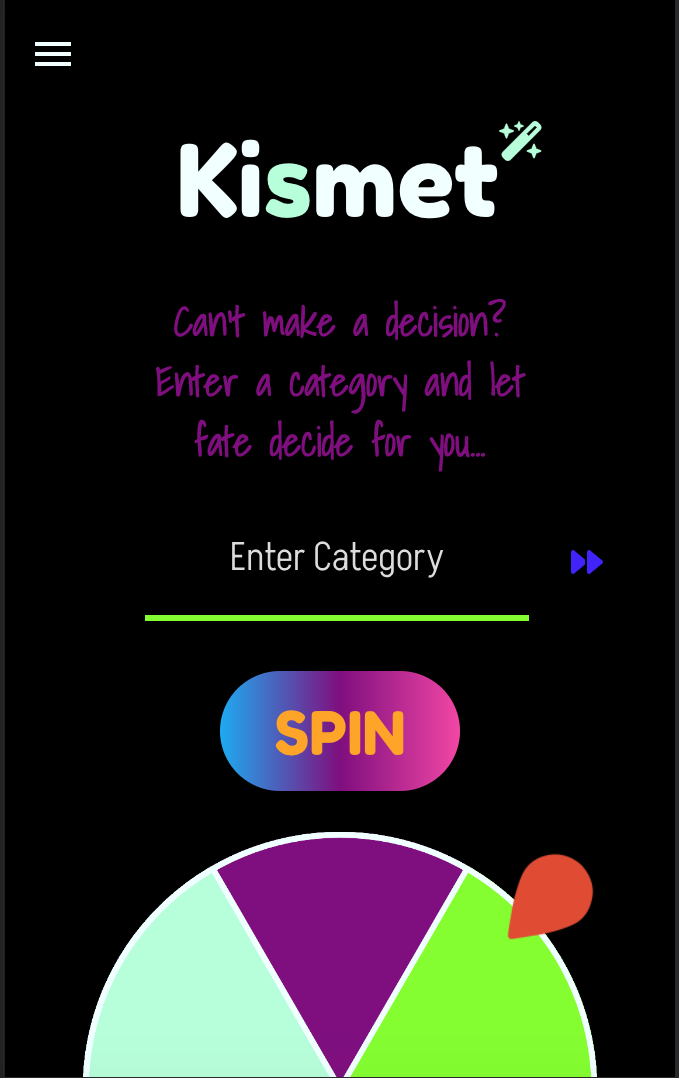 Kismet
Can't make a decision?
Enter a category and let
fate decide for you...
Enter Category
SPIN